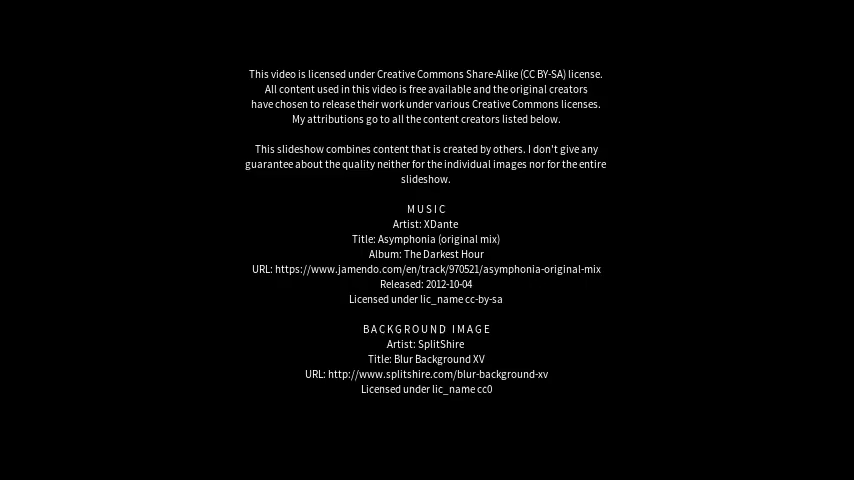 This video is licensed under Creative Commons Share-Alike (CC BY-SA) license.
All content used in this video is free available and the original creators
have chosen to release their work under various Creative Commons licenses.
My attributions go to all the content creators listed below.
This slideshow combines content that is created by others. I don't give any
guarantee about the quality neither for the individual images nor for the entire
slideshow.
MUSIC
Artist: XDante
Title: Asymphonia (original mix)
Album: The Darkest Hour
URL: https://www.jamendo.com/en/track/970521/asymphonia-original-mix
Released: 2012-10-04
Licensed under lic_name cc-by-sa
BACKGROUND IMAGE
Artist: SplitShire
Title: Blur Background XV
URL: http://www.splitshire.com/blur-background-xv
Licensed under lic_name cc0